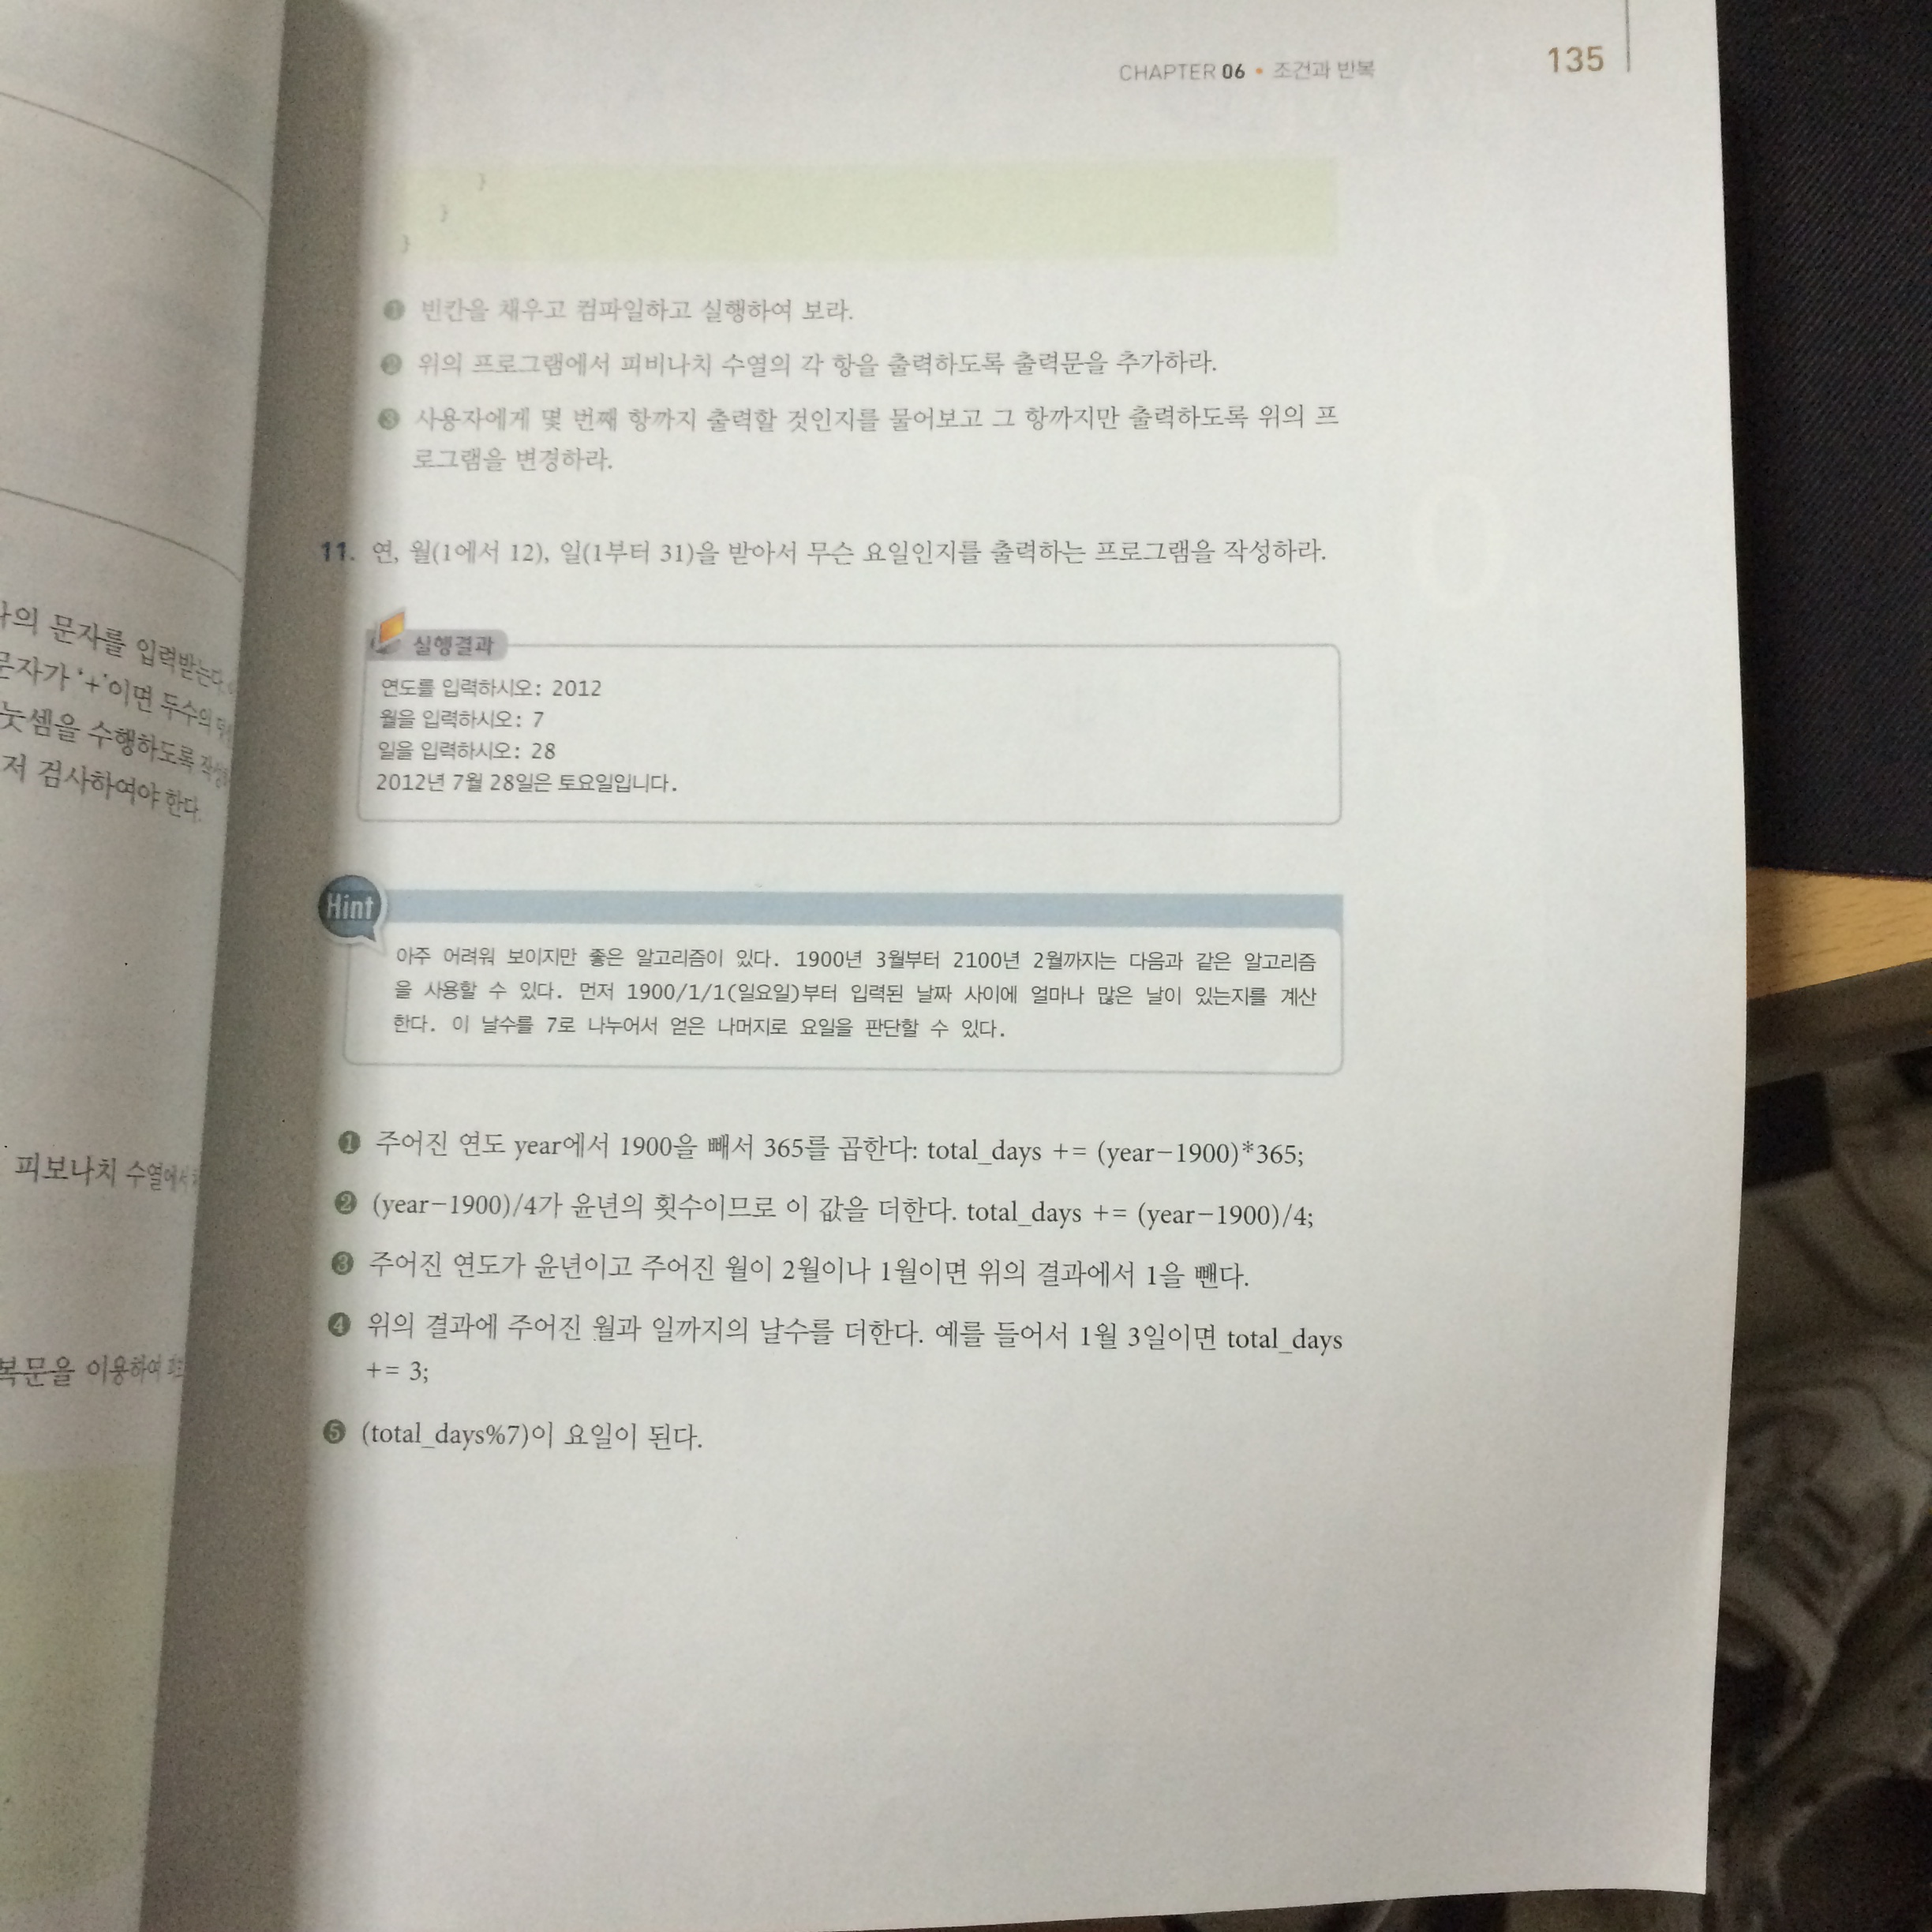 CHAPTER 06 • 조건과 반복 135
}
}
}
❶ 빈칸을 채우고 컴파일하고 실행하여 보라.
❷ 위의 프로그램에서 피비나치 수열의 각 항을 출력하도록 출력문을 추가하라.
❸ 사용자에게 몇 번째 항까지 출력할 것인지를 물어보고 그 항까지만 출력하도록 위의 프
로그램을 변경하라.
11. 연, 월(1에서 12), 일(1부터 31)을 받아서 무슨 요일인지를 출력하는 프로그램을 작성하라.
실행결과
연도를 입력하시오: 2012
월을 입력하시오: 7
일을 입력하시오: 28
2012년 7월 28일은 토요일입니다.
Hint
아주 어려워 보이지만 좋은 알고리즘이 있다. 1900년 3월부터 2100년 2월까지는 다음과 같은 알고리즘
을 사용할 수 있다. 먼저 1900/1/1(일요일)부터 입력된 날짜 사이에 얼마나 많은 날이 있는지를 계산
한다. 이 날수를 7로 나누어서 얻은 나머지로 요일을 판단할 수 있다.
❶ 주어진 연도 year에서 1900을 빼서 365를 곱한다: total_days += (year-1900)*365;
❷ (year-1900)/4가 윤년의 횟수이므로 이 값을 더한다. total_days += (year-1900)/4;
❸ 주어진 연도가 윤년이고 주어진 월이 2월이나 1월이면 위의 결과에서 1을 뺀다.
❹ 위의 결과에 주어진 월과 일까지의 날수를 더한다. 예를 들어서 1월 3일이면 total_days
+= 3;
❺ (total_days%7)이 요일이 된다.
나의 문자를 입력받는다.
문자가 '+'이면 두수의
눗셈을 수행하도록
저 검사하여야 한다.
피보나치 수열에서
복문을 이용하여